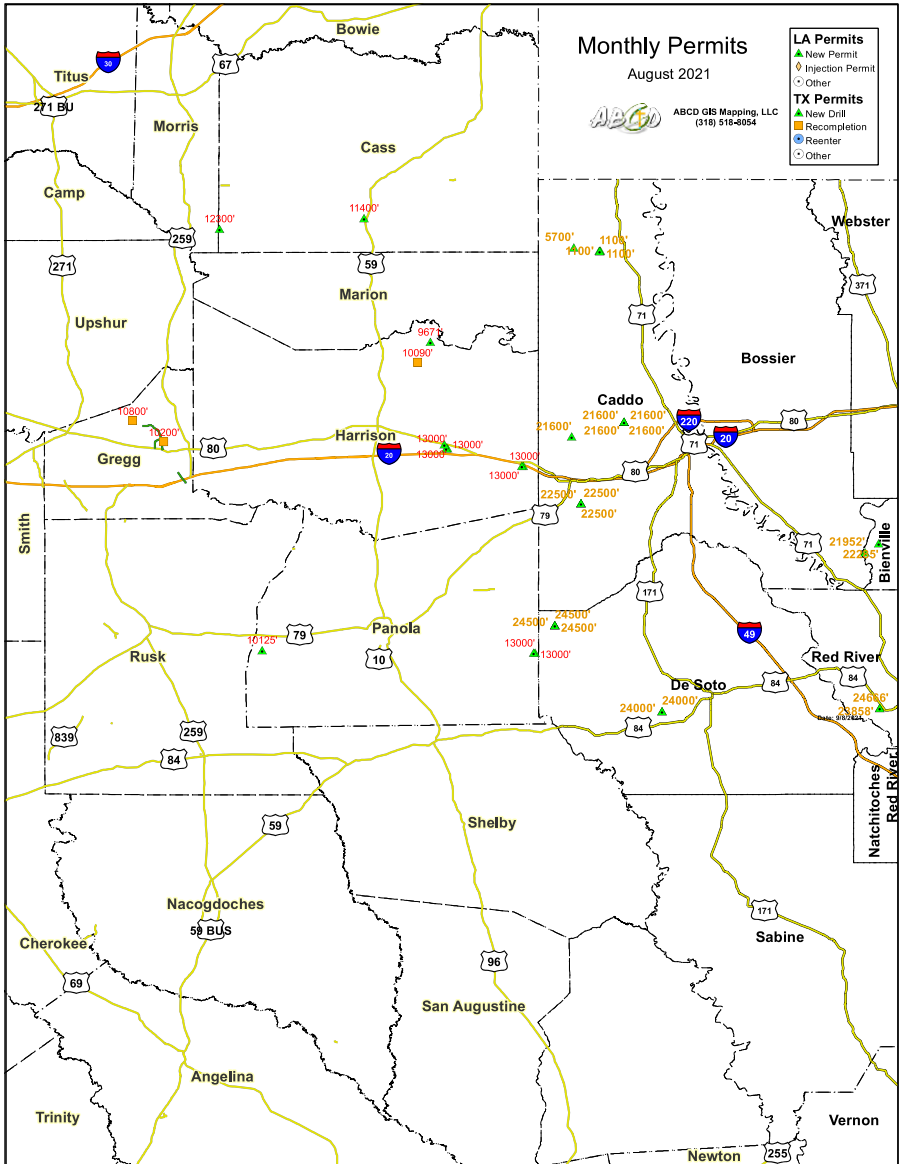 Monthly Permits
August 2021
ABCD
ABCD GIS Mapping, LLC
(318) 518-8054
LA Permits
New Permit
Injection Permit
Other
TX Permits
New Drill
Recompletion
Reenter
Other
Bowie
30
67
Titus
271 BU
Morris
Cass
Camp
12300'
11400'
Webster
259
5700'
1100'
1100'
1100'
271
59
371
Marion
71
Upshur
9671'
10090'
Bossier
Caddo
10800'
10200'
21600'
21600'
21600'
21600'
21600'
220
20
80
71
Harrison
13000'
13000'
13000'
80
20
Gregg
13000'
13000'
80
22500'
22500'
22500'
79
Smith
71
21952'
Bienville
171
24500'
24500'
24500'
79
Panola
10125'
13000'
13000'
49
Rusk
10
Red River
84
84
De Soto
24000'
24000'
23858'
Date: 9/8/2021
839
259
84
84
Natchitoches
Red River
59
Shelby
Nacogdoches
59 BUS
171
Sabine
Cherokee
69
96
San Augustine
Angelina
Trinity
Vernon
Newton
255